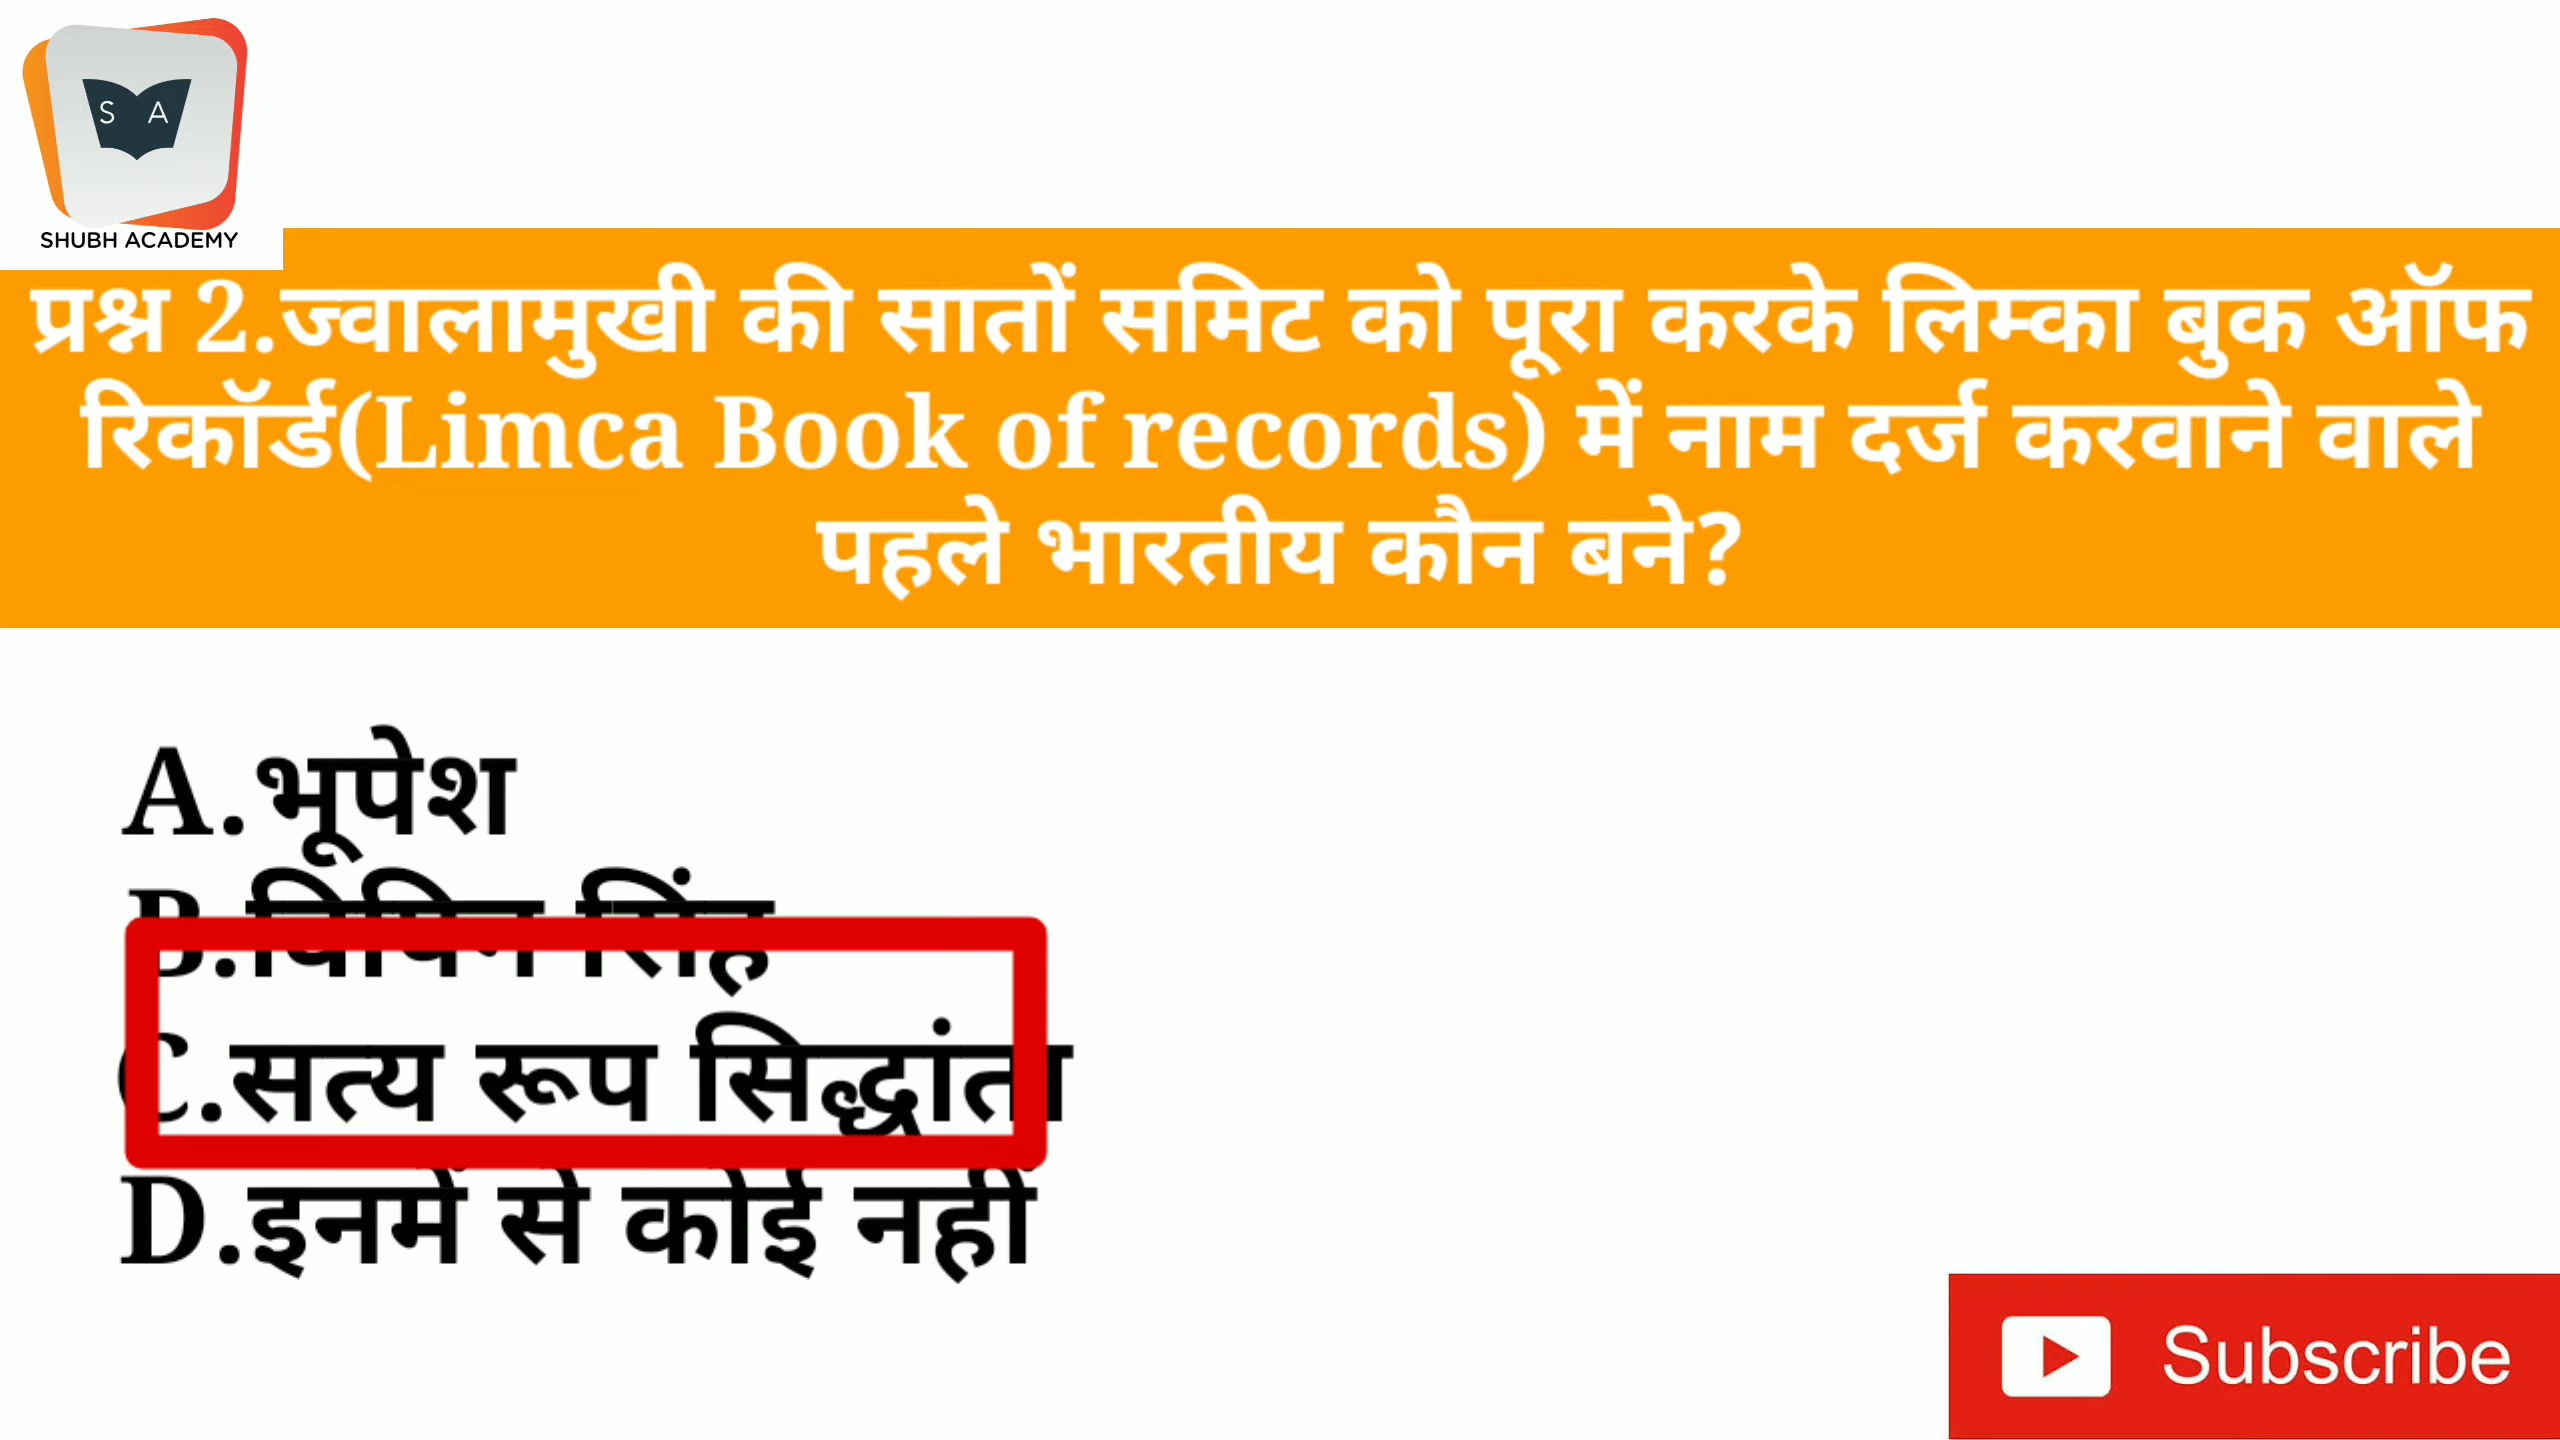 S A
SHUBH ACADEMY
प्रश्न 2.ज्वालामुखी की सातों समिट को पूरा करके लिम्का बुक ऑफ
रिकॉर्ड(Limca Book of records) में नाम दर्ज करवाने वाले
पहले भारतीय कौन बने?
A.भूपेश
B. सिंह
C.सत्य रूप सिद्धांता
D.इनमें से कोई नहीं
Subscribe